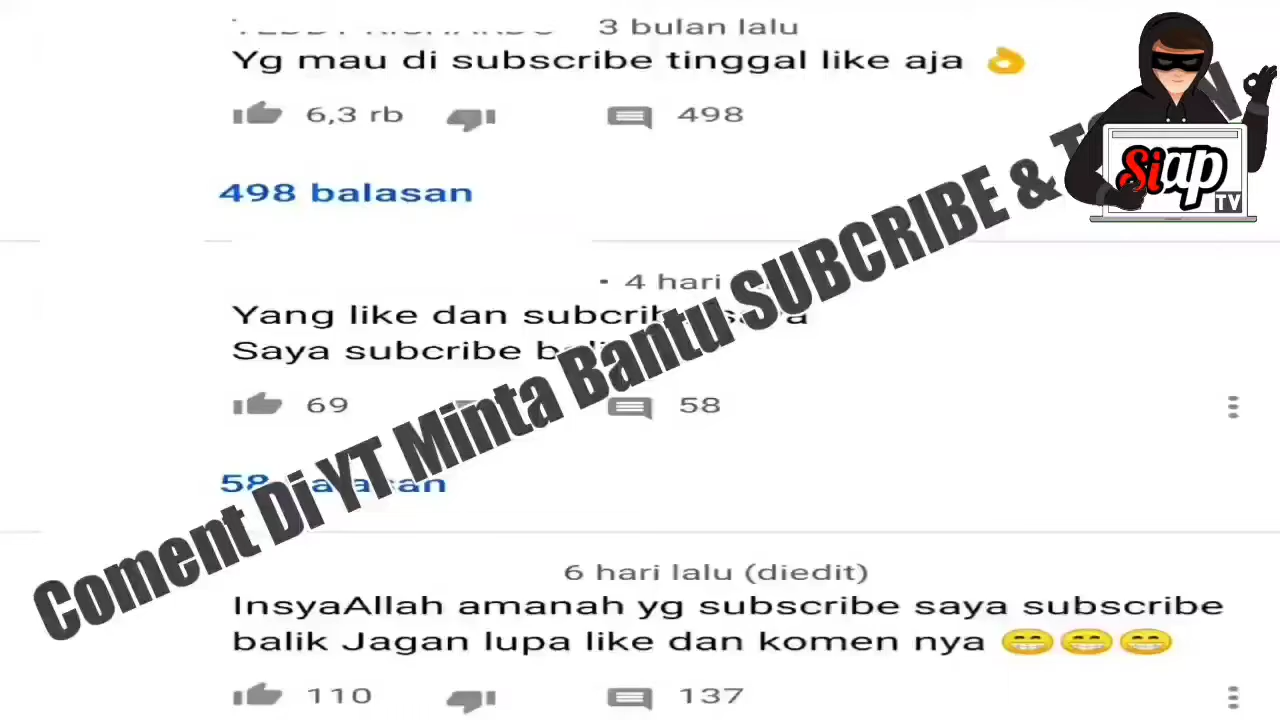 3 bulan lalu
Yg mau di subscribe tinggal like aja 👌
6,3 rb
498
498 balasan
Siap
TV
• 4 hari
Yang like dan
Saya subcribe
69
58
58 balasan
Coment Di YT Minta Bantu SUBCRIBE &
6 hari lalu (diedit)
InsyaAllah amanah yg subscribe saya subscribe
balik Jagan lupa like dan komen nya 😁😁😁
110
137